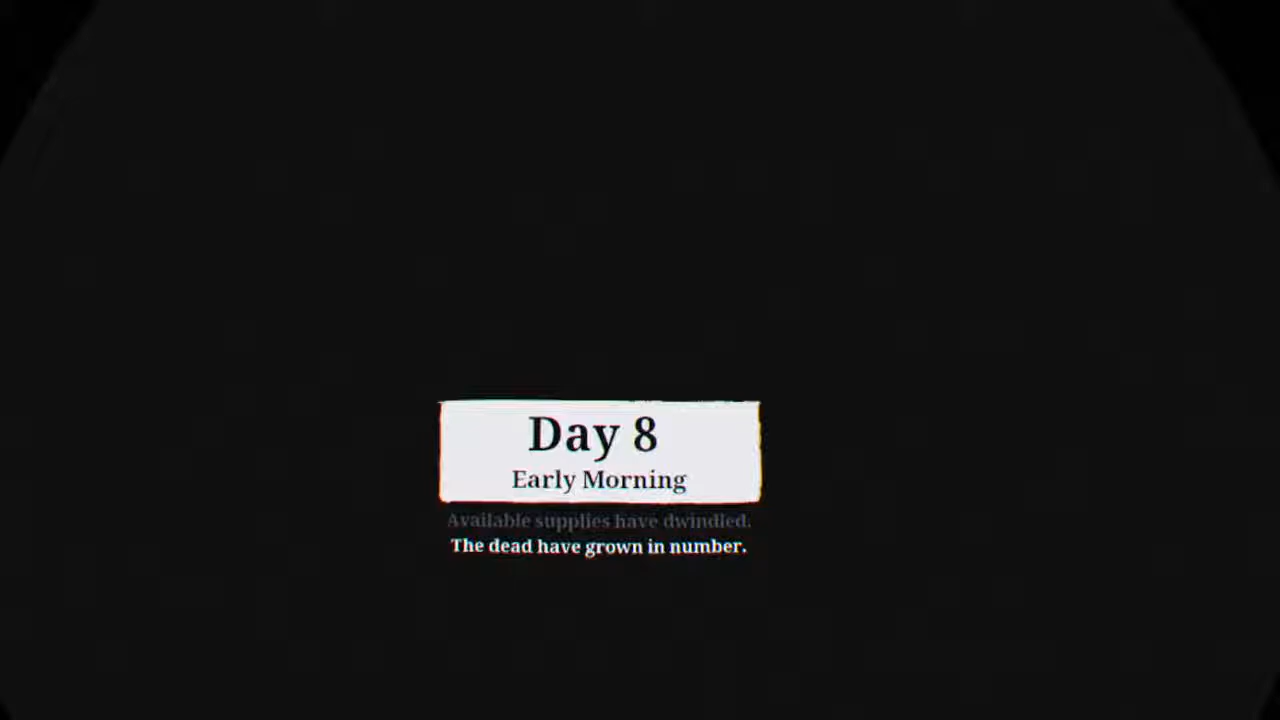 Day 8
Early Morning
Available supplies have dwindled.
The dead have grown in number.